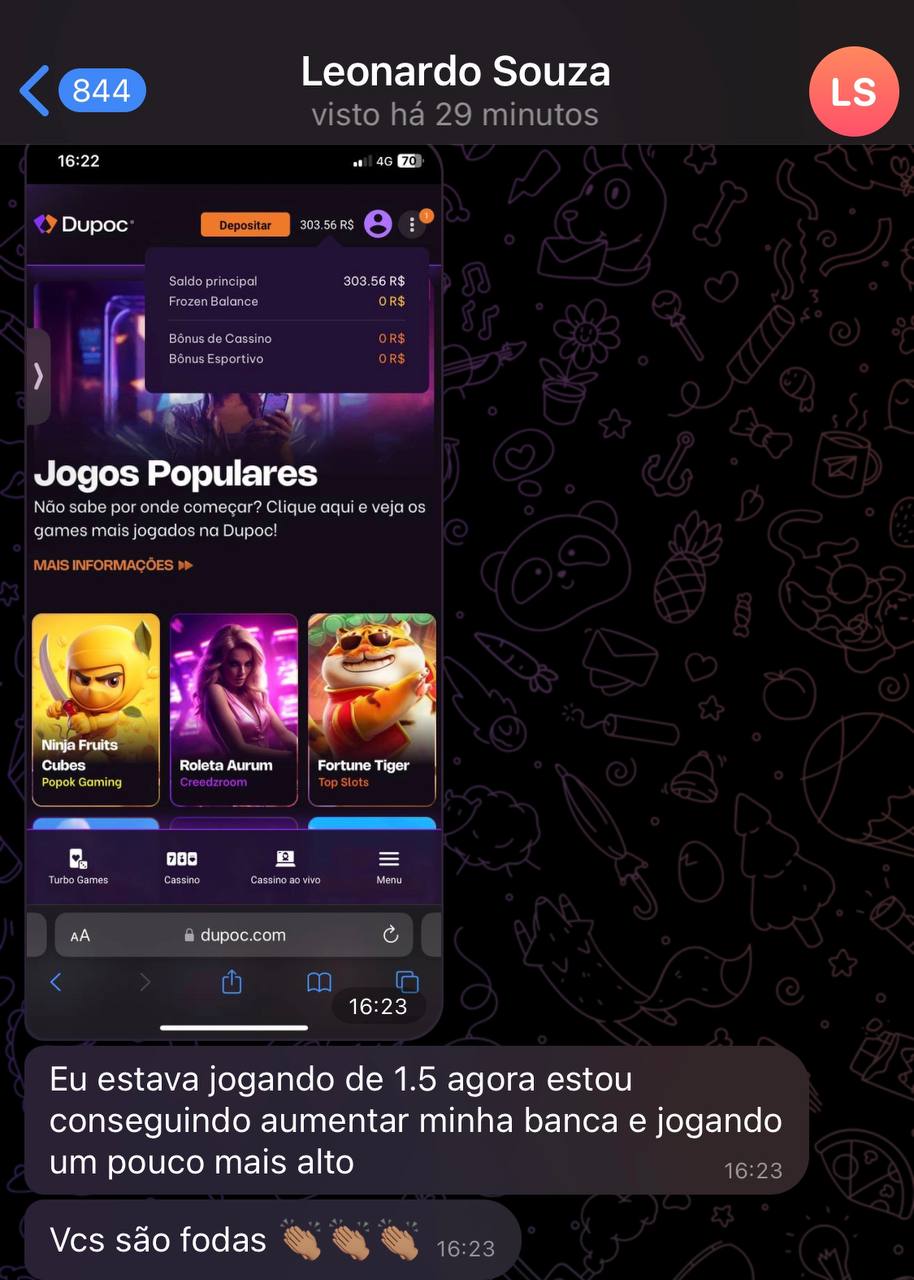 844
Leonardo Souza
visto há 29 minutos
LS
16:22
4G 70
Dupoc
Depositar
303.56 R$
1
Saldo principal 303.56 R$
Frozen Balance 0 R$
Bônus de Cassino 0 R$
Bônus Esportivo 0 R$
Jogos Populares
Não sabe por onde começar? Clique aqui e veja os
games mais jogados na Dupoc!
MAIS INFORMAÇÕES
Ninja Fruits
Cubes
Popok Gaming
Roleta Aurum
Creedzroom
Fortune Tiger
Top Slots
Turbo Games
Cassino
Cassino ao vivo
Menu
AA
dupoc.com
16:23
Eu estava jogando de 1.5 agora estou
conseguindo aumentar minha banca e jogando
um pouco mais alto
16:23
Vcs são fodas 👏🏽👏🏽👏🏽 16:23